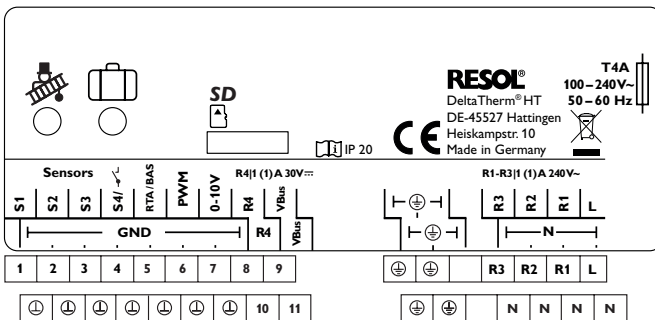 SD
IP 20
RESOL®
DeltaTherm® HT
DE-45527 Hattingen
Heiskampstr. 10
Made in Germany
CE
T4A
100–240V~
50–60 Hz
Sensors
R4|1 (1) A 30V⎓
R1-R3|1 (1) A 240V~
S1 S2 S3 S4/ RTA/BAS PWM 0-10V R4 VBus
R3 R2 R1 L
GND R4 VBus
N
1 2 3 4 5 6 7 8 9
R3 R2 R1 L
10 11
N N N N